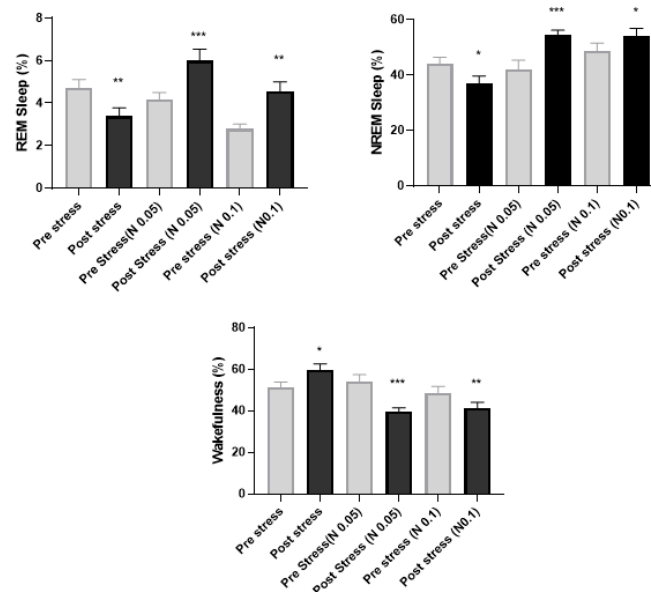 REM Sleep (%)
8
6
4
2
0
**
***
**
Pre stress
Post stress
Pre Stress(N 0.05)
Post Stress (N 0.05)
Pre stress (N 0.1)
Post stress (N0.1)
NREM Sleep (%)
60
40
20
0
*
***
*
Pre stress
Post stress
Pre Stress(N 0.05)
Post Stress (N 0.05)
Pre stress (N 0.1)
Post stress (N0.1)
Wakefulness (%)
80
60
40
20
0
*
***
**
Pre stress
Post stress
Pre Stress(N 0.05)
Post Stress (N 0.05)
Pre stress (N 0.1)
Post stress (N0.1)